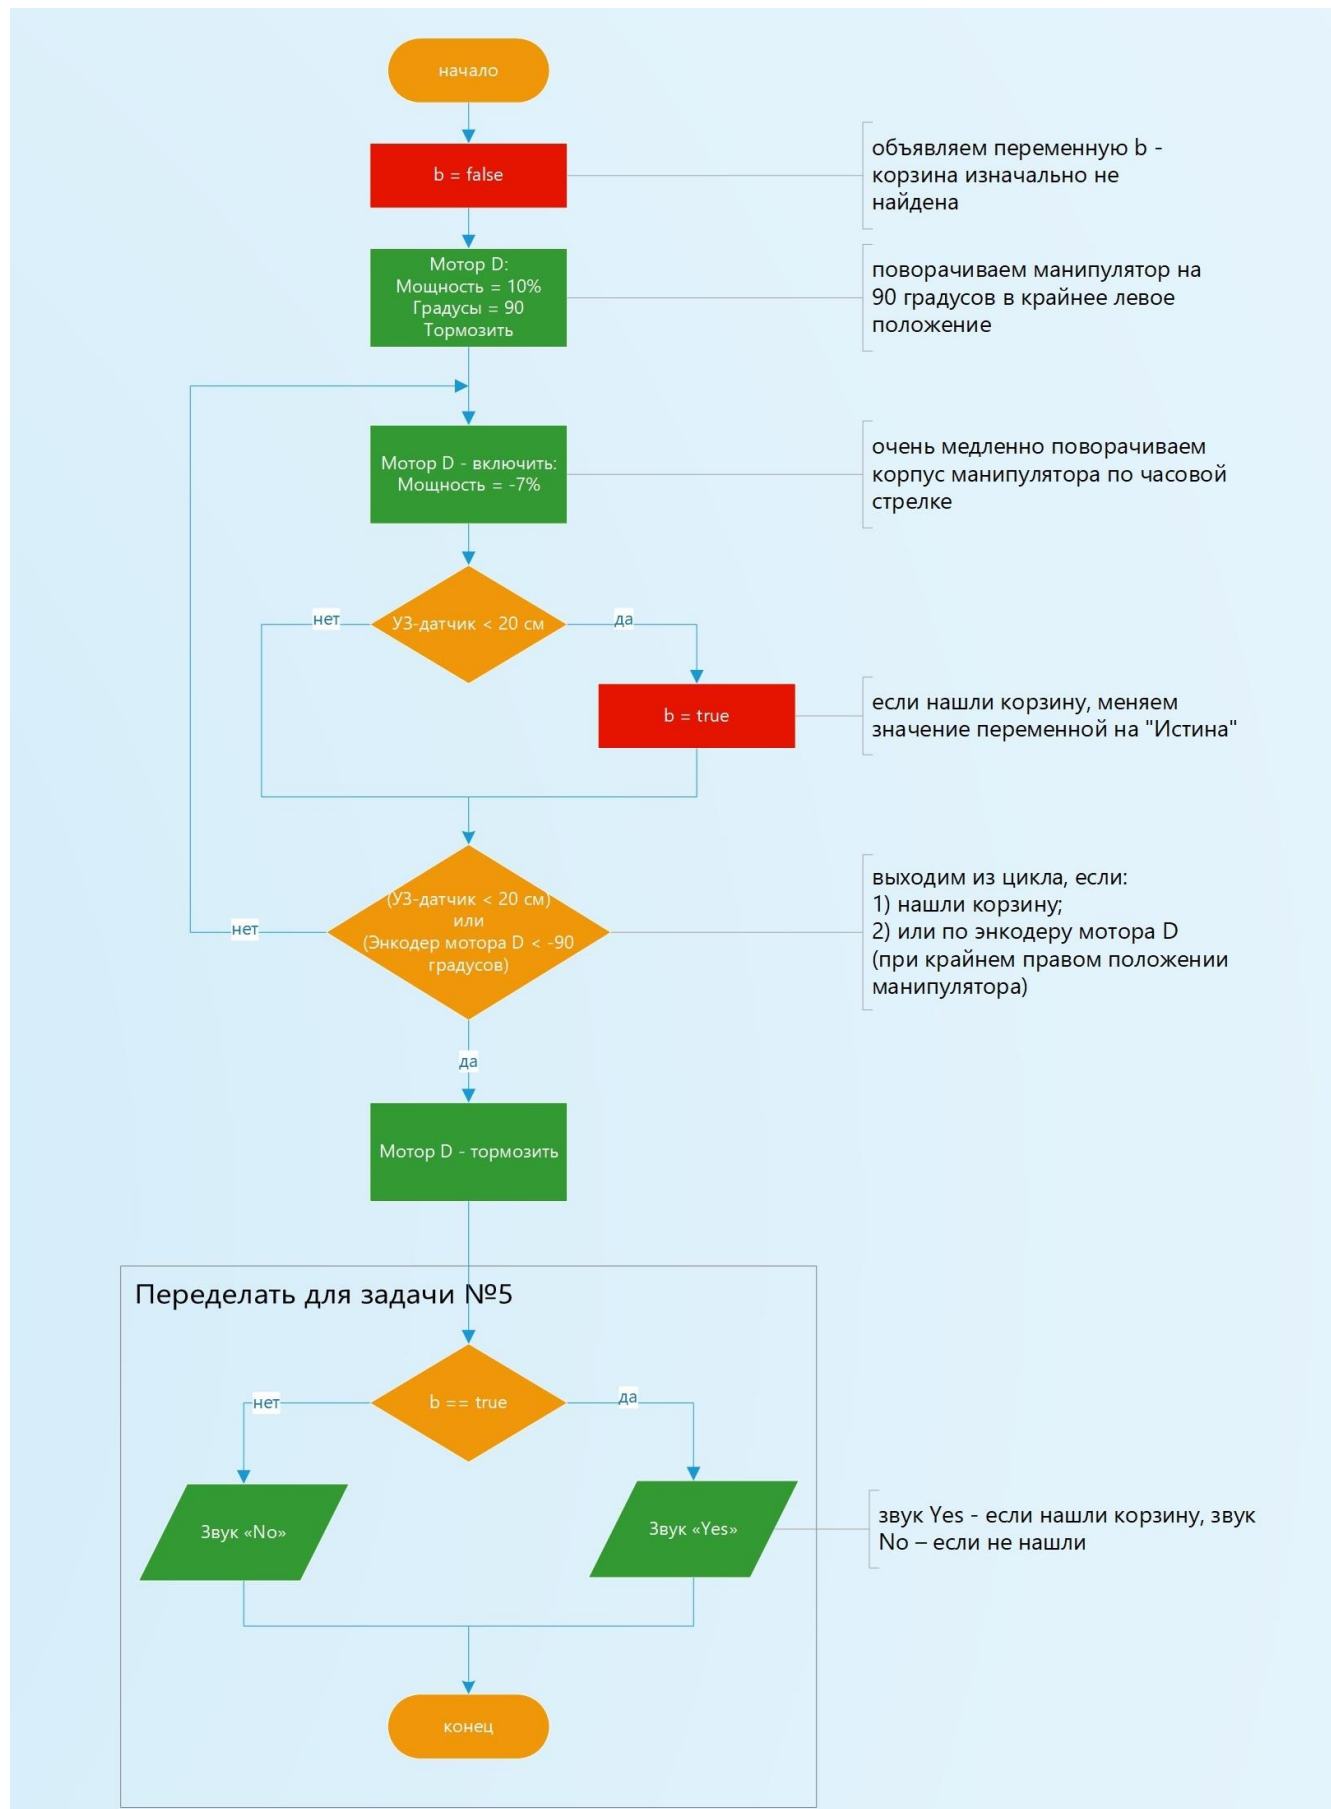 начало
b = false
объявляем переменную b -
корзина изначально не
найдена
Мотор D:
Мощность = 10%
Градусы = 90
Тормозить
поворачиваем манипулятор на
90 градусов в крайнее левое
положение
Мотор D - включить:
Мощность = -7%
очень медленно поворачиваем
корпус манипулятора по часовой
стрелке
нет
УЗ-датчик < 20 см
да
b = true
если нашли корзину, меняем
значение переменной на "Истина"
(УЗ-датчик < 20 см)
или
(Энкодер мотора D < -90
градусов)
нет
выходим из цикла, если:
1) нашли корзину;
2) или по энкодеру мотора D
(при крайнем правом положении
манипулятора)
да
Мотор D - тормозить
Переделать для задачи №5
нет
b == true
да
Звук «No»
Звук «Yes»
звук Yes - если нашли корзину, звук
No – если не нашли
конец